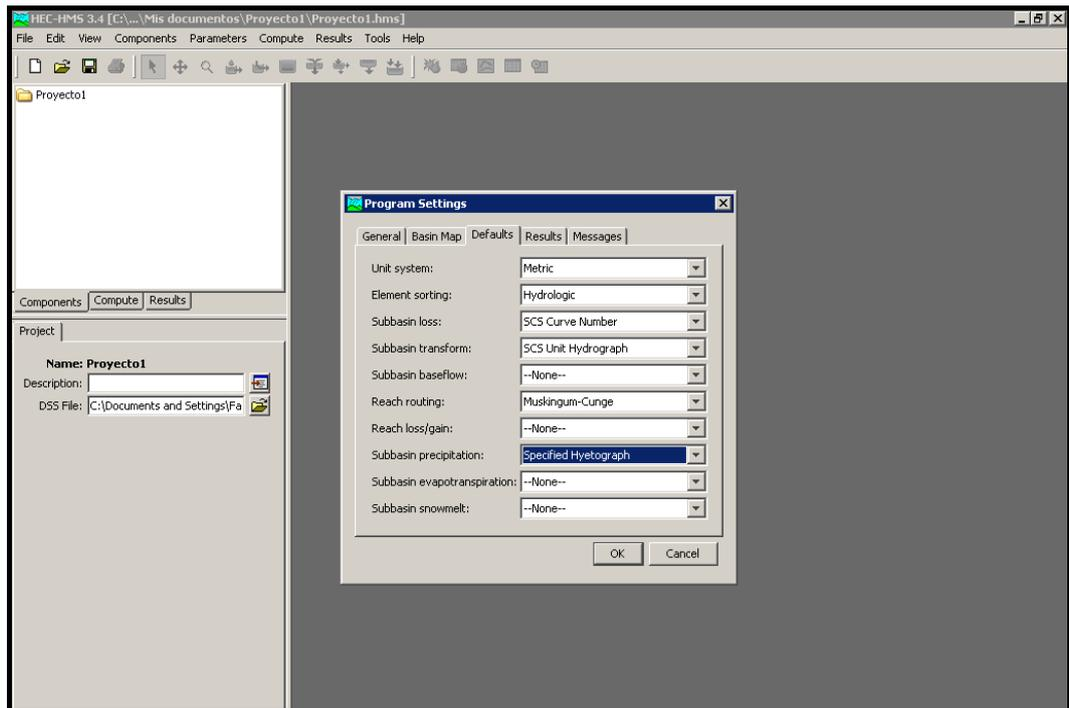 HEC-HMS 3.4 [C:\...\Mis documentos\Proyecto1\Proyecto1.hms]
File Edit View Components Parameters Compute Results Tools Help
Proyecto1
Components Compute Results
Project
Name: Proyecto1
Description:
DSS File: C:\Documents and Settings\Fa
Program Settings
General Basin Map Defaults Results Messages
Unit system: Metric
Element sorting: Hydrologic
Subbasin loss: SCS Curve Number
Subbasin transform: SCS Unit Hydrograph
Subbasin baseflow: --None--
Reach routing: Muskingum-Cunge
Reach loss/gain: --None--
Subbasin precipitation: Specified Hyetograph
Subbasin evapotranspiration: --None--
Subbasin snowmelt: --None--
OK Cancel